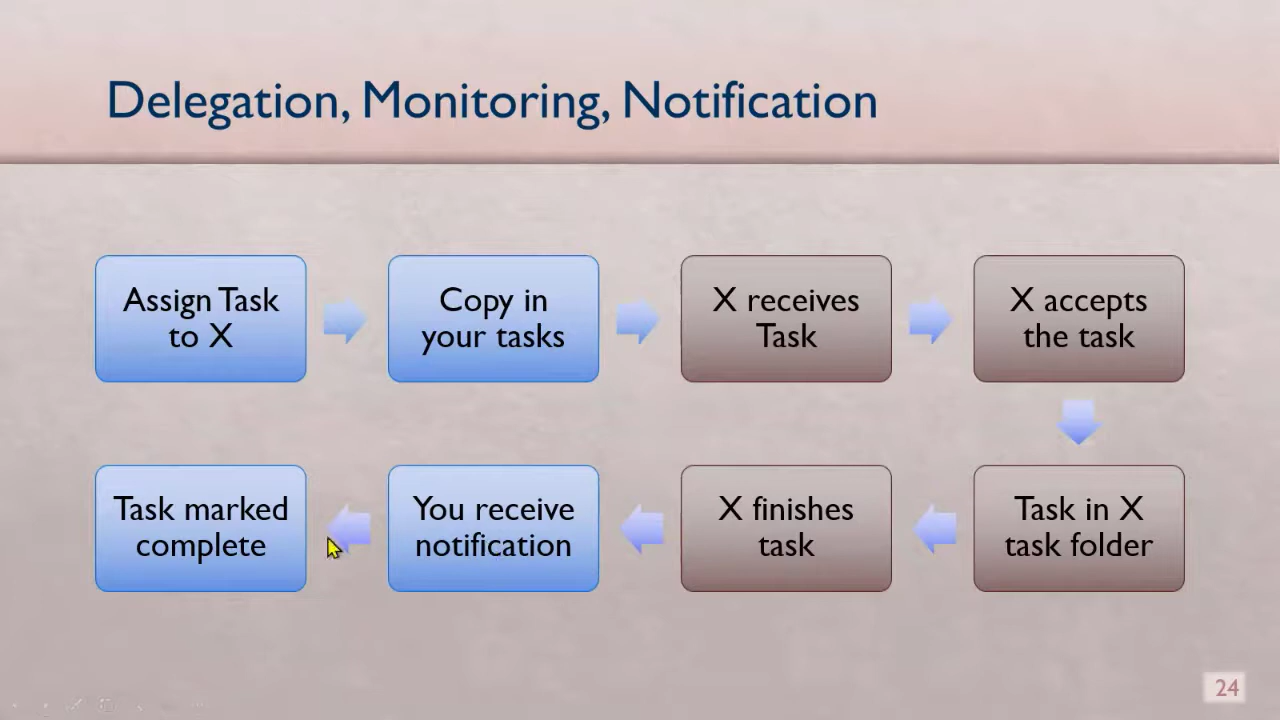 Delegation, Monitoring, Notification
Assign Task
to X
Copy in
your tasks
X receives
Task
X accepts
the task
Task in X
task folder
X finishes
task
You receive
notification
Task marked
complete
24